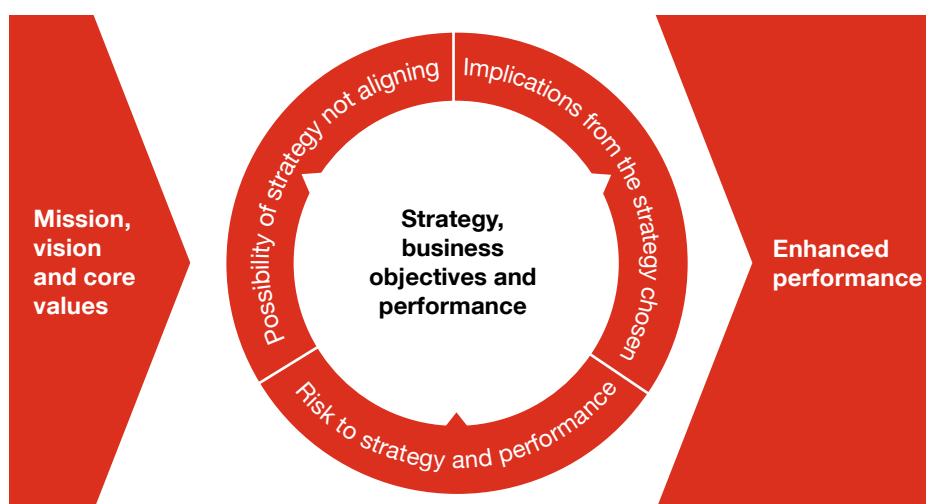 Mission,
vision
and core
values
Possibility of strategy not aligning
Implications from the strategy chosen
Strategy,
business
objectives and
performance
Risk to strategy and performance
Enhanced
performance